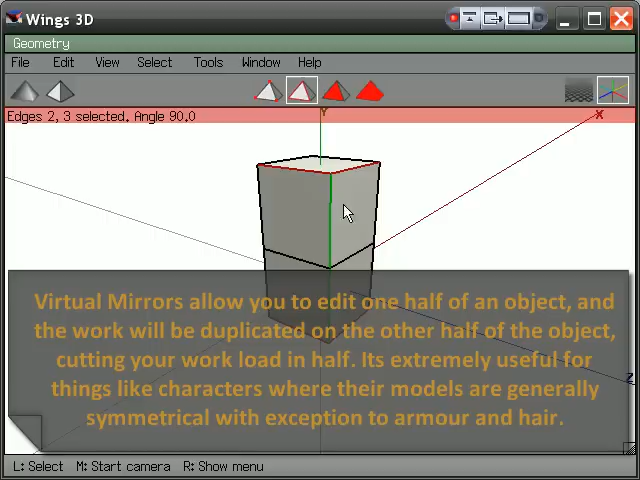 Wings 3D
Geometry
File Edit View Select Tools Window Help
Edges 2, 3 selected. Angle 90.0
Y
X
Virtual Mirrors allow you to edit one half of an object, and
the work will be duplicated on the other half of the object,
cutting your work load in half. Its extremely useful for
things like characters where their models are generally
symmetrical with exception to armour and hair.
Z
L: Select M: Start camera R: Show menu